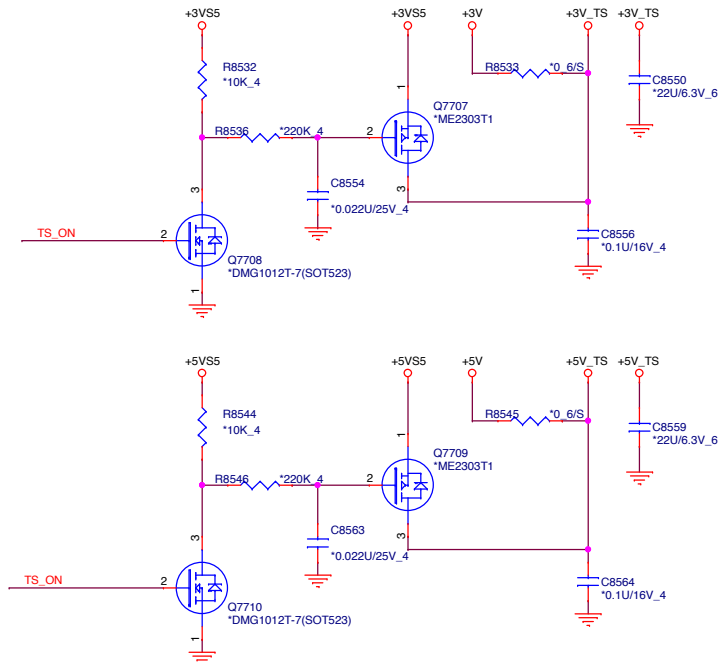 +3VS5 +3VS5 +3V +3V_TS +3V_TS
R8532
*10K_4
R8533 *0_6/S
C8550
*22U/6.3V_6
1
Q7707
*ME2303T1
R8536 *220K_4 2
3
C8554
*0.022U/25V_4
3
TS_ON 2
Q7708
*DMG1012T-7(SOT523)
1
C8556
*0.1U/16V_4
+5VS5 +5VS5 +5V +5V_TS +5V_TS
R8544
*10K_4
R8545 *0_6/S
C8559
*22U/6.3V_6
1
Q7709
*ME2303T1
R8546 *220K_4 2
3
C8563
*0.022U/25V_4
3
TS_ON 2
Q7710
*DMG1012T-7(SOT523)
1
C8564
*0.1U/16V_4